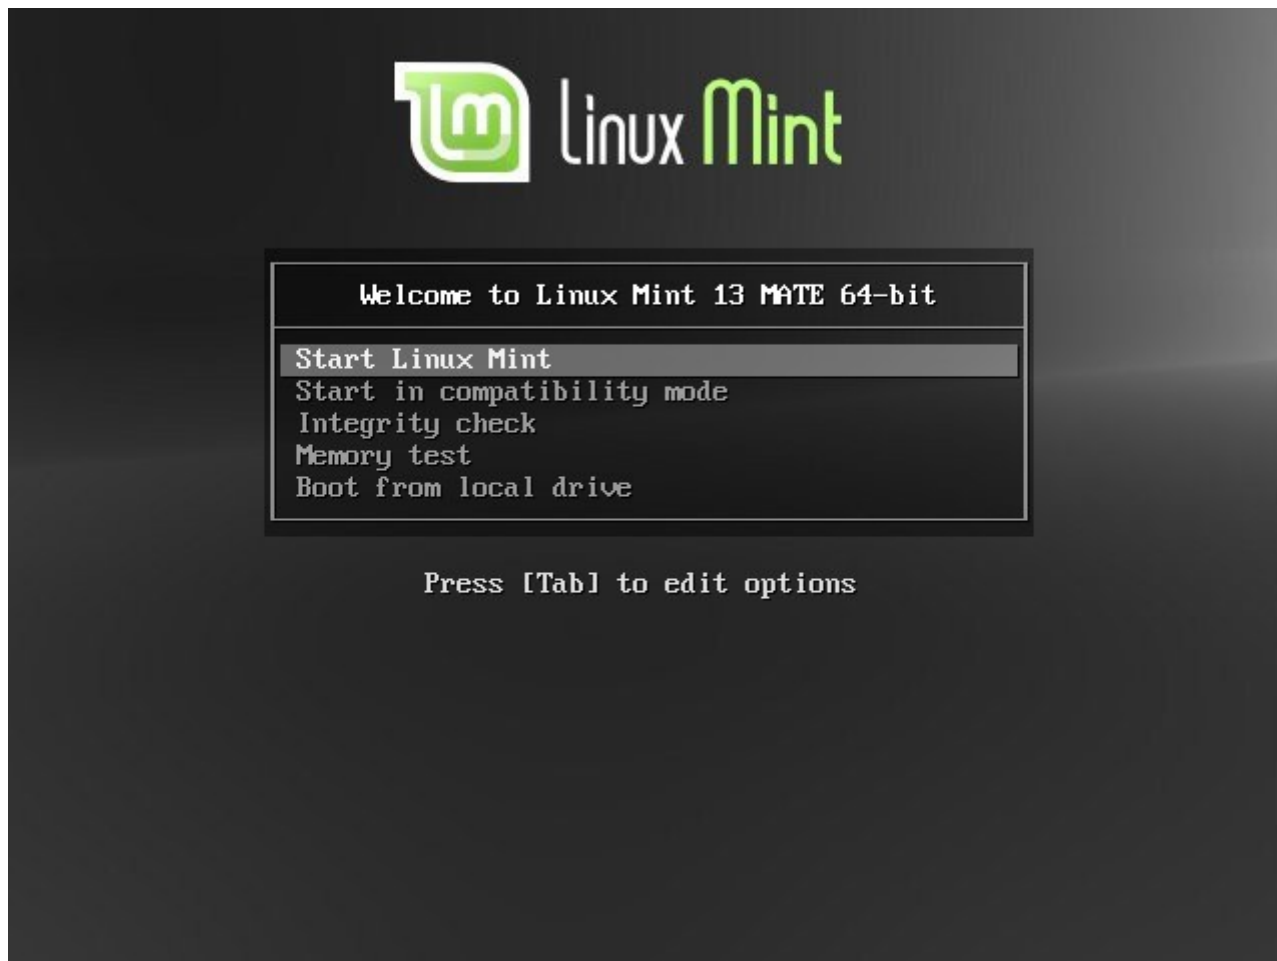 Linux Mint
Welcome to Linux Mint 13 MATE 64-bit
Start Linux Mint
Start in compatibility mode
Integrity check
Memory test
Boot from local drive
Press [Tab] to edit options